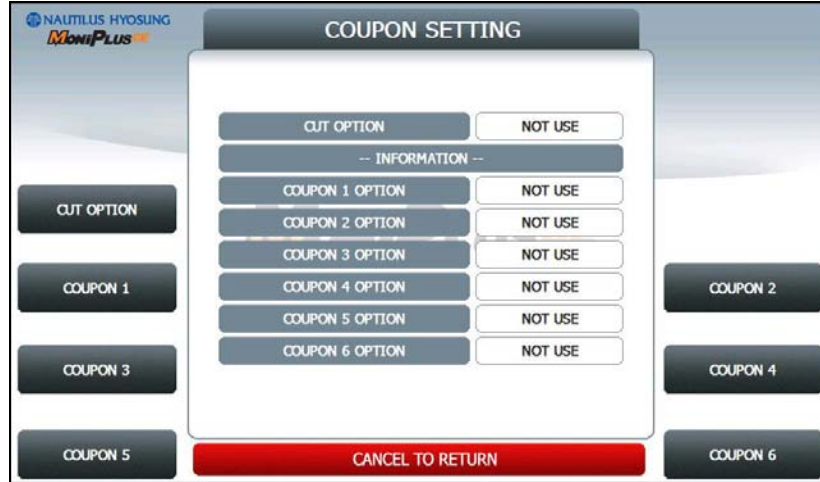 NAUTILUS HYOSUNG
MoniPlus
COUPON SETTING
CUT OPTION NOT USE
-- INFORMATION --
COUPON 1 OPTION NOT USE
COUPON 2 OPTION NOT USE
COUPON 3 OPTION NOT USE
COUPON 4 OPTION NOT USE
COUPON 5 OPTION NOT USE
COUPON 6 OPTION NOT USE
CUT OPTION
COUPON 1
COUPON 2
COUPON 3
COUPON 4
COUPON 5
CANCEL TO RETURN
COUPON 6